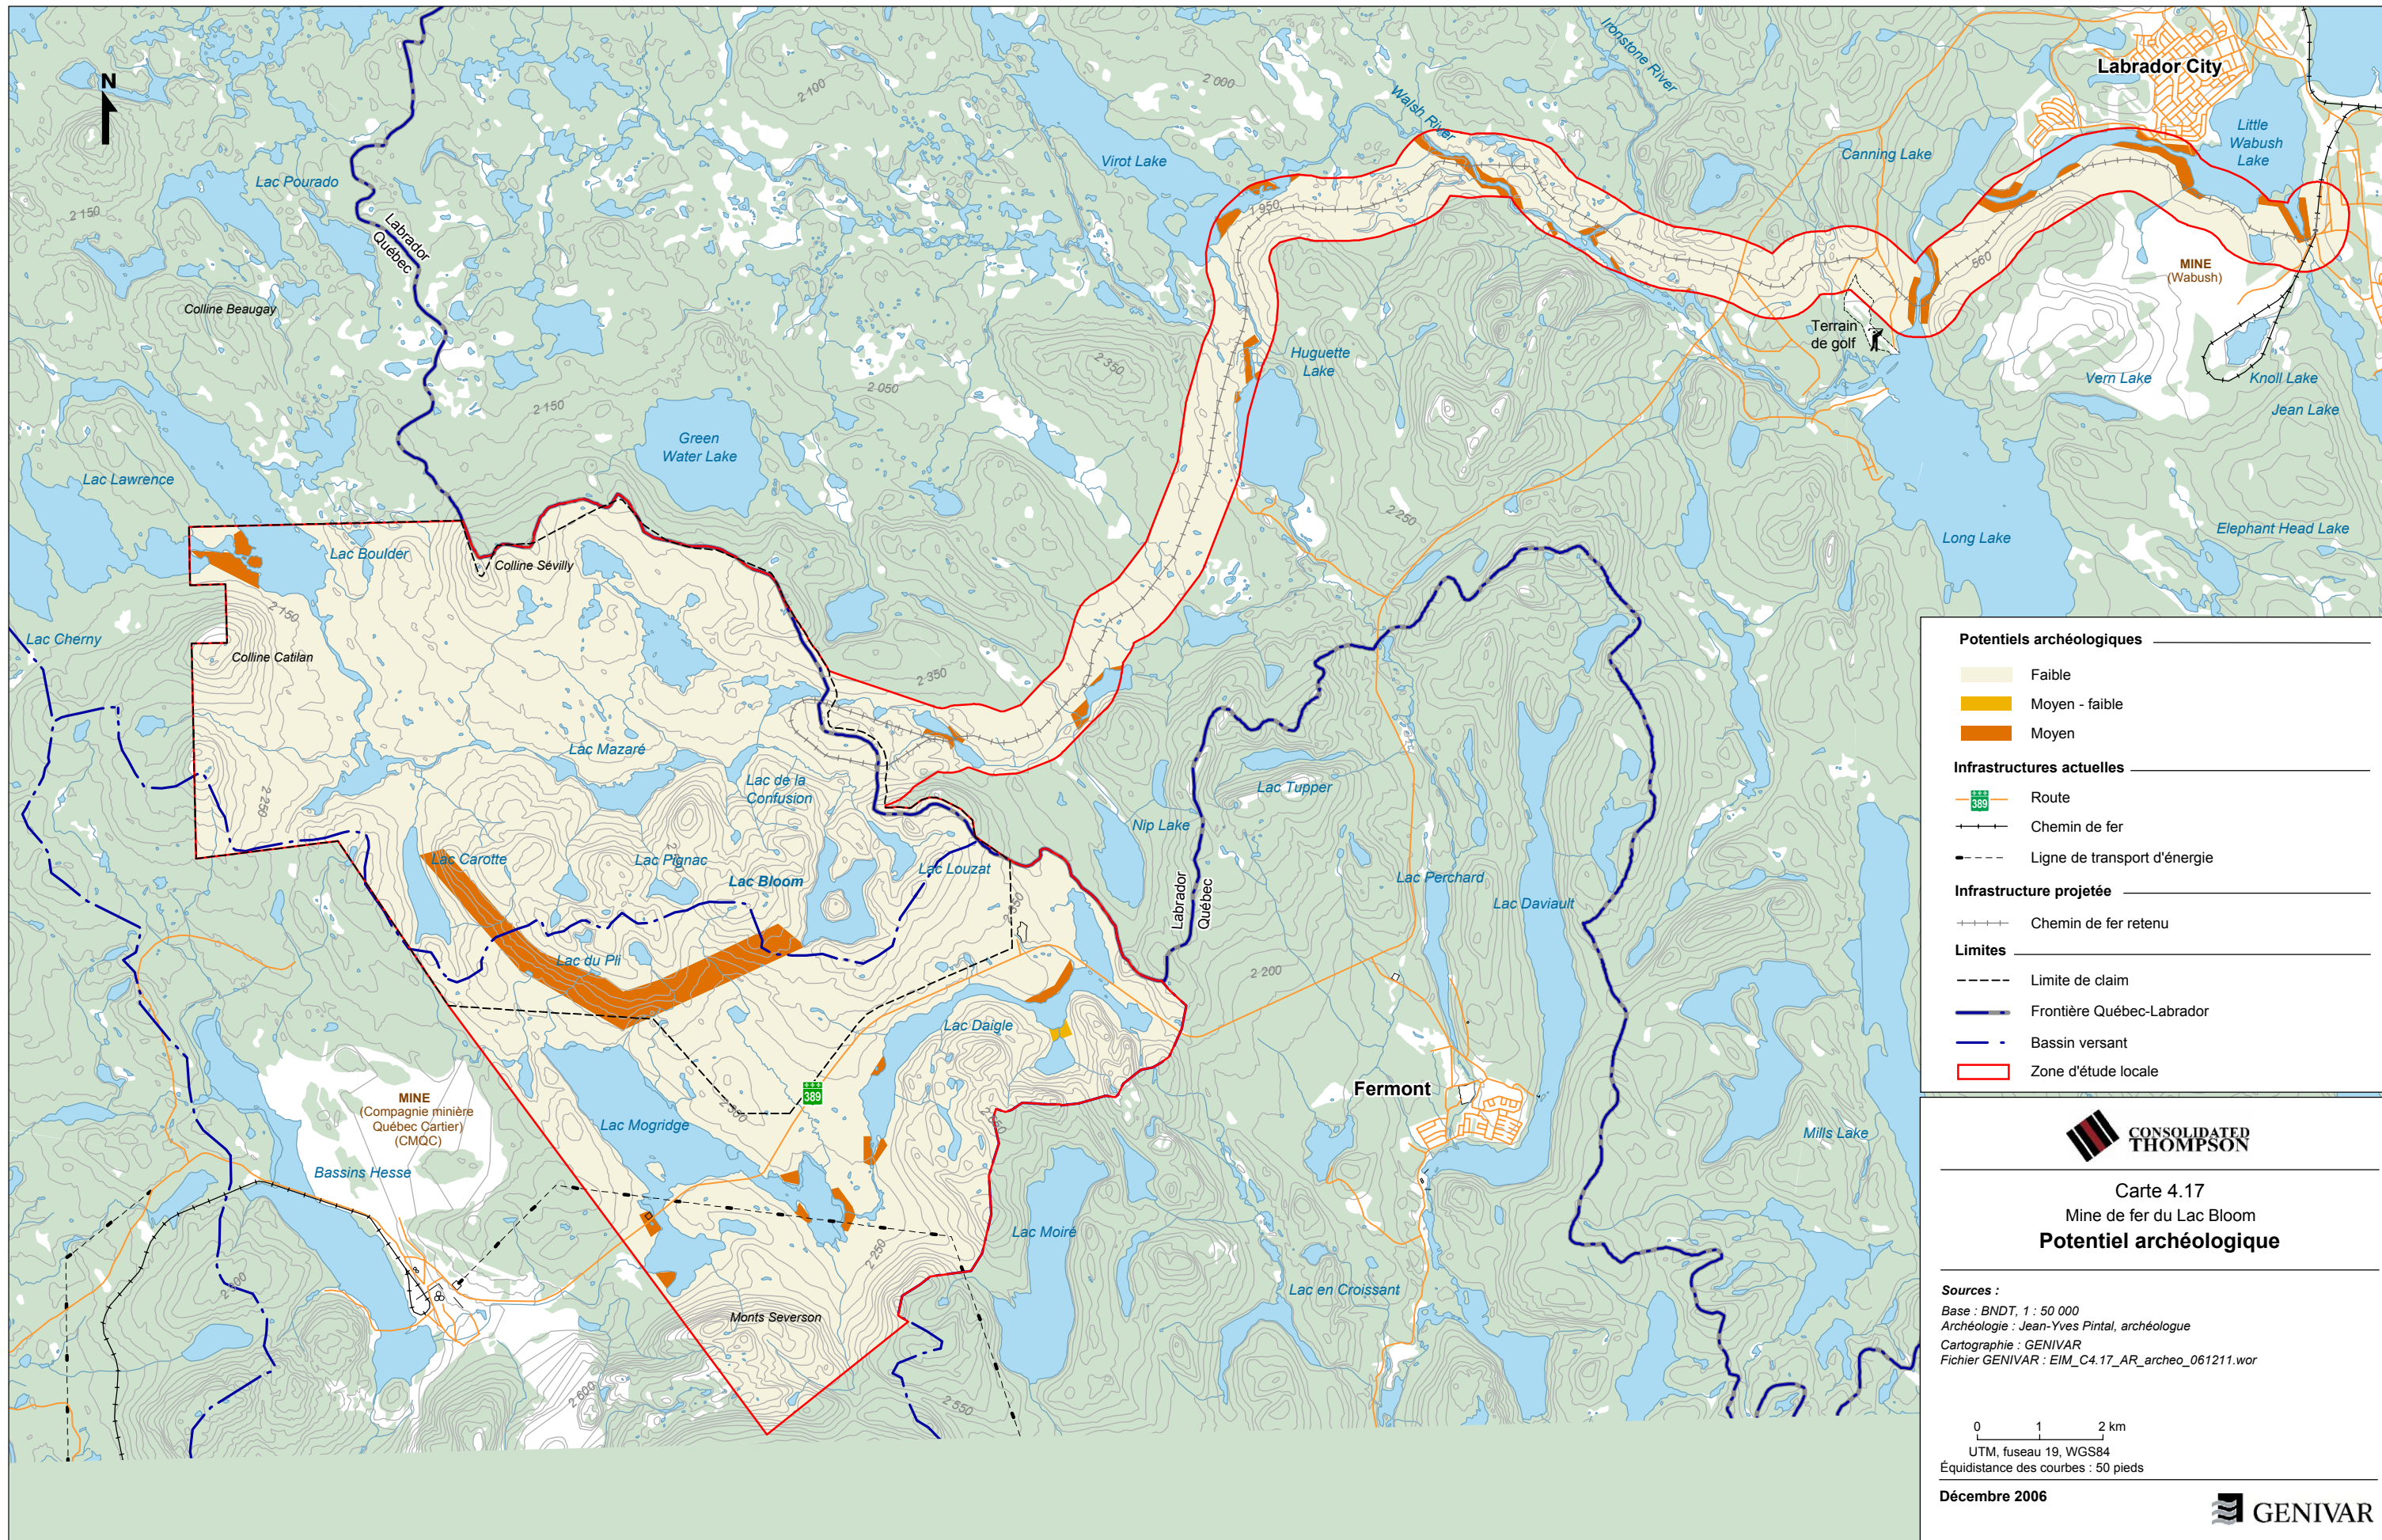 N
Labrador City
Ironstone River
Walsh River
Little
Wabush
Lake
Canning Lake
Virot Lake
2 100
2 000
Lac Pourado
2 150
Labrador
Québec
1 950
560
MINE
(Wabush)
Colline Beaugay
Terrain
de golf
Huguette
Lake
2 350
2 050
2 150
Vern Lake
Knoll Lake
Jean Lake
Green
Water Lake
Lac Lawrence
2 250
Elephant Head Lake
Long Lake
Lac Boulder
Colline Sévilly
2 150
Lac Cherny
Colline Catilan
2 350
Lac Mazaré
Lac de la
Confusion
2 250
Lac Tupper
Nip Lake
Lac Carotte
Lac Pignac
Lac Bloom
Lac Louzat
Lac Perchard
Lac Daviault
Labrador
Québec
Lac du Pli
2 200
Lac Daigle
389
Fermont
MINE
(Compagnie minière
Québec Cartier)
(CMQC)
Lac Mogridge
2 300
Mills Lake
Bassins Hesse
Lac Moiré
2 250
Lac en Croissant
Monts Severson
2 600
2 550
Potentiels archéologiques
Faible
Moyen - faible
Moyen
Infrastructures actuelles
389
Route
Chemin de fer
Ligne de transport d'énergie
Infrastructure projetée
Chemin de fer retenu
Limites
Limite de claim
Frontière Québec-Labrador
Bassin versant
Zone d'étude locale
CONSOLIDATED
THOMPSON
Carte 4.17
Mine de fer du Lac Bloom
Potentiel archéologique
Sources :
Base : BNDT, 1 : 50 000
Archéologie : Jean-Yves Pintal, archéologue
Cartographie : GENIVAR
Fichier GENIVAR : EIM_C4.17_AR_archeo_061211.wor
0 1 2 km
UTM, fuseau 19, WGS84
Équidistance des courbes : 50 pieds
Décembre 2006
GENIVAR